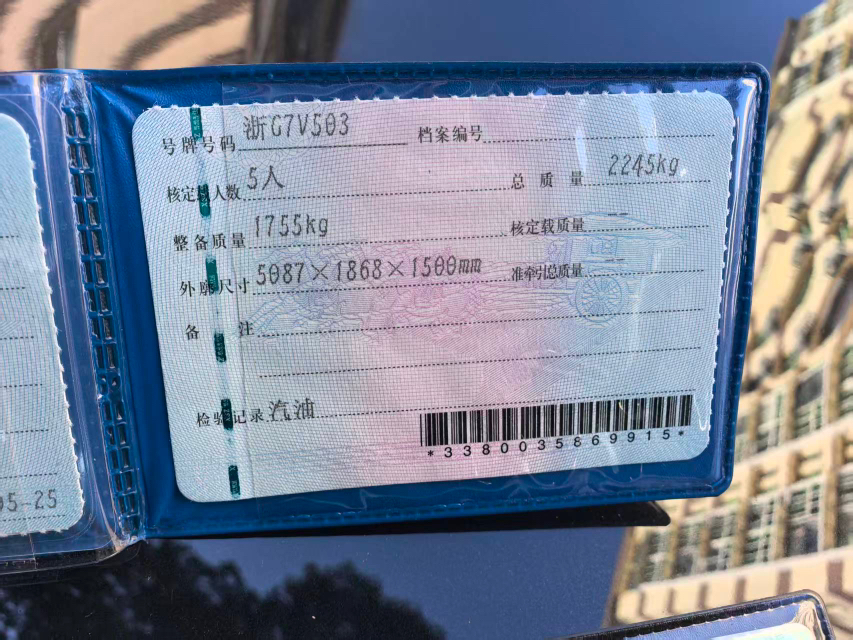 号牌号码 浙G7V503 档案编号
核定载人数 5人 总质量 2245kg
整备质量 1755kg 核定载质量 --
外廓尺寸 5087×1868×1500mm 准牵引总质量 --
备注
检验记录 汽油
*3380035869915*
05-25